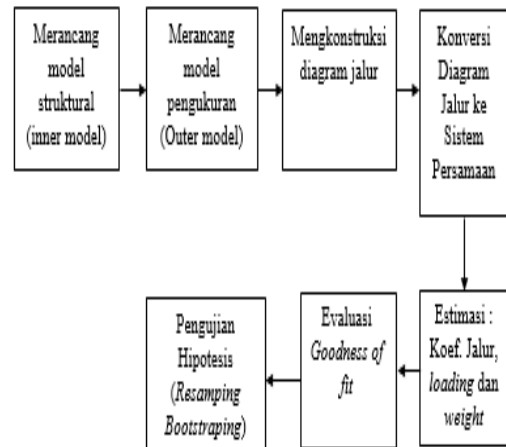 Merancang
model
struktural
(inner model)
Merancang
model
pengukuran
(Outer model)
Mengkonstruksi
diagram jalur
Konversi
Diagram
Jalur ke
Sistem
Persamaan
Estimasi :
Koef. Jalur,
loading dan
weight
Evaluasi
Goodness of
fit
Pengujian
Hipotesis
(Resamping
Bootstraping)